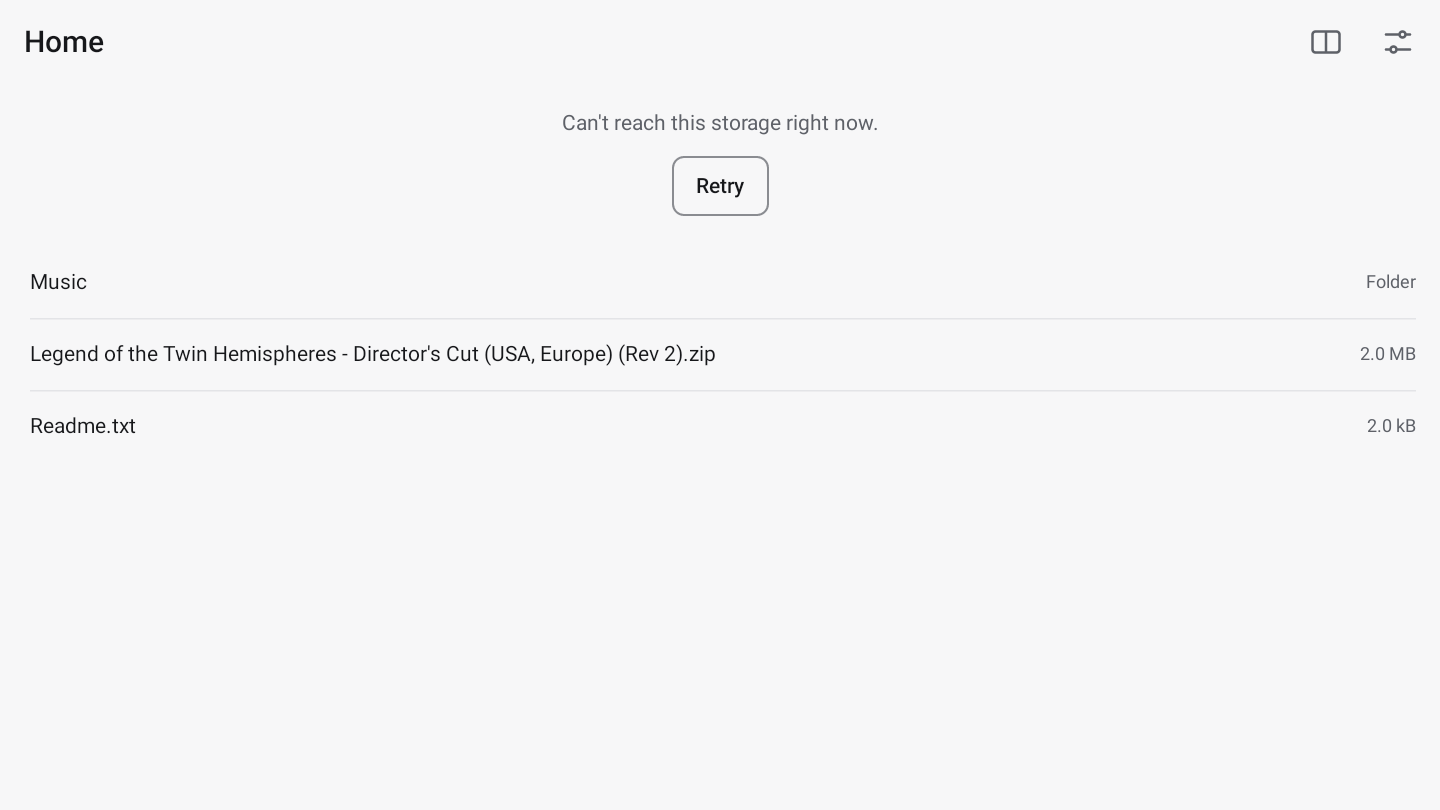 Home
Can't reach this storage right now.
Retry
Music Folder
Legend of the Twin Hemispheres - Director's Cut (USA, Europe) (Rev 2).zip 2.0 MB
Readme.txt 2.0 kB